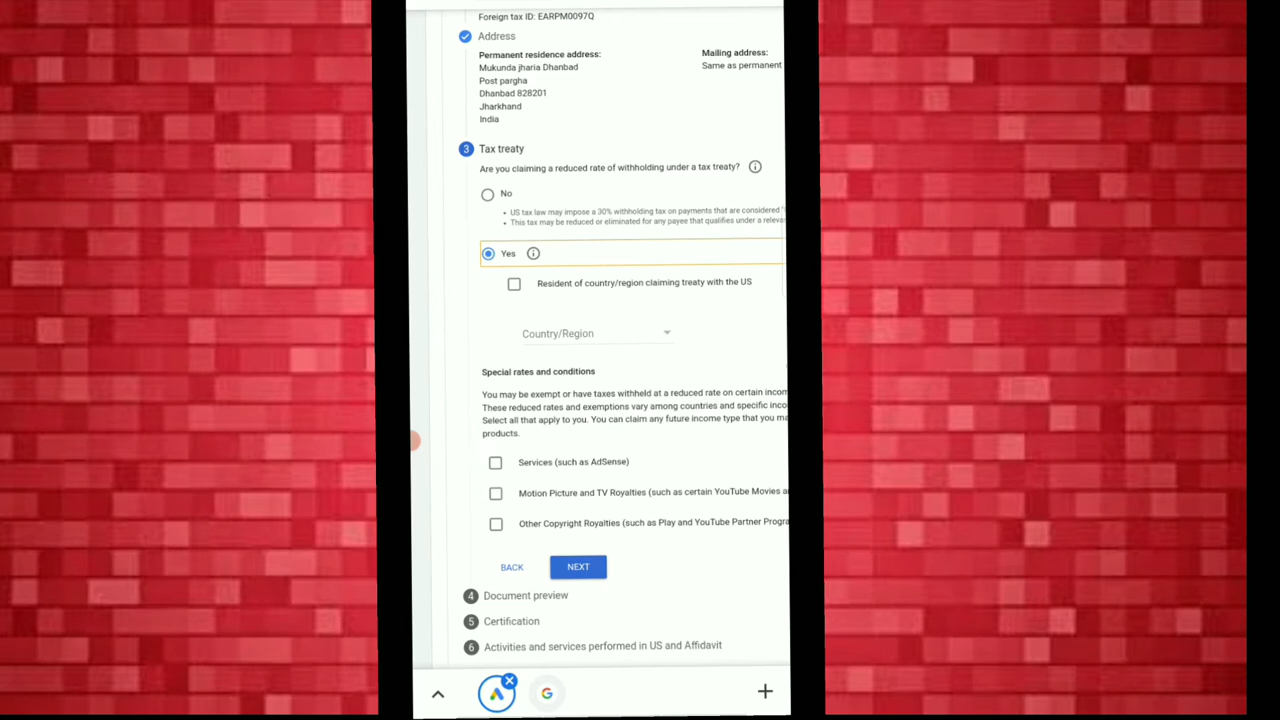 Foreign tax ID: EARPM0097Q
Address
Permanent residence address:
Mukunda jharia Dhanbad
Post pargha
Dhanbad 828201
Jharkhand
India
Mailing address:
Same as permanent
3 Tax treaty
Are you claiming a reduced rate of withholding under a tax treaty?
No
• US tax law may impose a 30% withholding tax on payments that are considered
• This tax may be reduced or eliminated for any payee that qualifies under a
Yes
Resident of country/region claiming treaty with the US
Country/Region
Special rates and conditions
You may be exempt or have taxes withheld at a reduced rate on certain
These reduced rates and exemptions vary among countries and specific
Select all that apply to you. You can claim any future income type that you
products.
Services (such as AdSense)
Motion Picture and TV Royalties (such as certain YouTube Movies
Other Copyright Royalties (such as Play and YouTube Partner
BACK
NEXT
4 Document preview
5 Certification
6 Activities and services performed in US and Affidavit